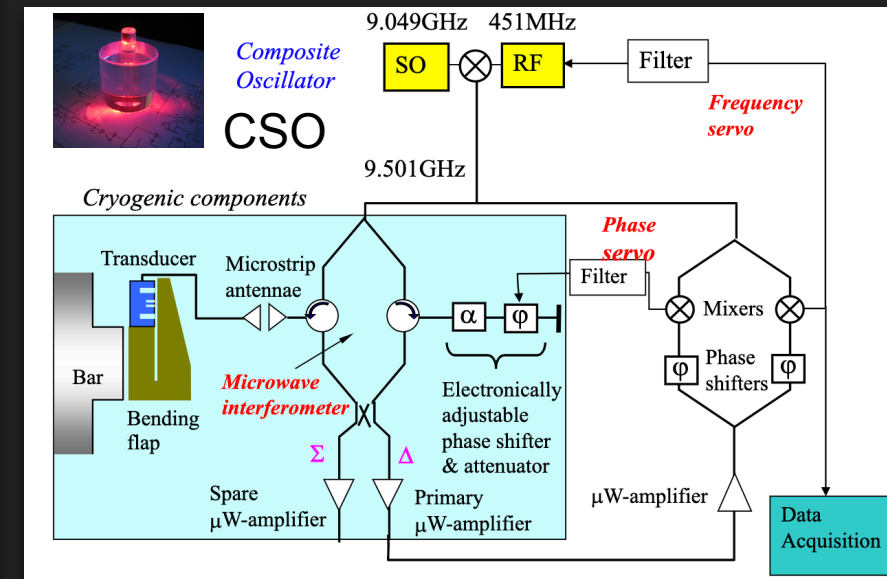 9.049GHz 451MHz
Composite
Oscillator
SO
RF
Filter
CSO
Frequency
servo
9.501GHz
Cryogenic components
Phase
servo
Transducer
Microstrip
antennae
Filter
α
φ
Mixers
Bar
Microwave
interferometer
Electronically
adjustable
phase shifter
& attenuator
φ
Phase
shifters
φ
Bending
flap
Σ
Δ
Spare
μW-amplifier
Primary
μW-amplifier
μW-amplifier
Data
Acquisition